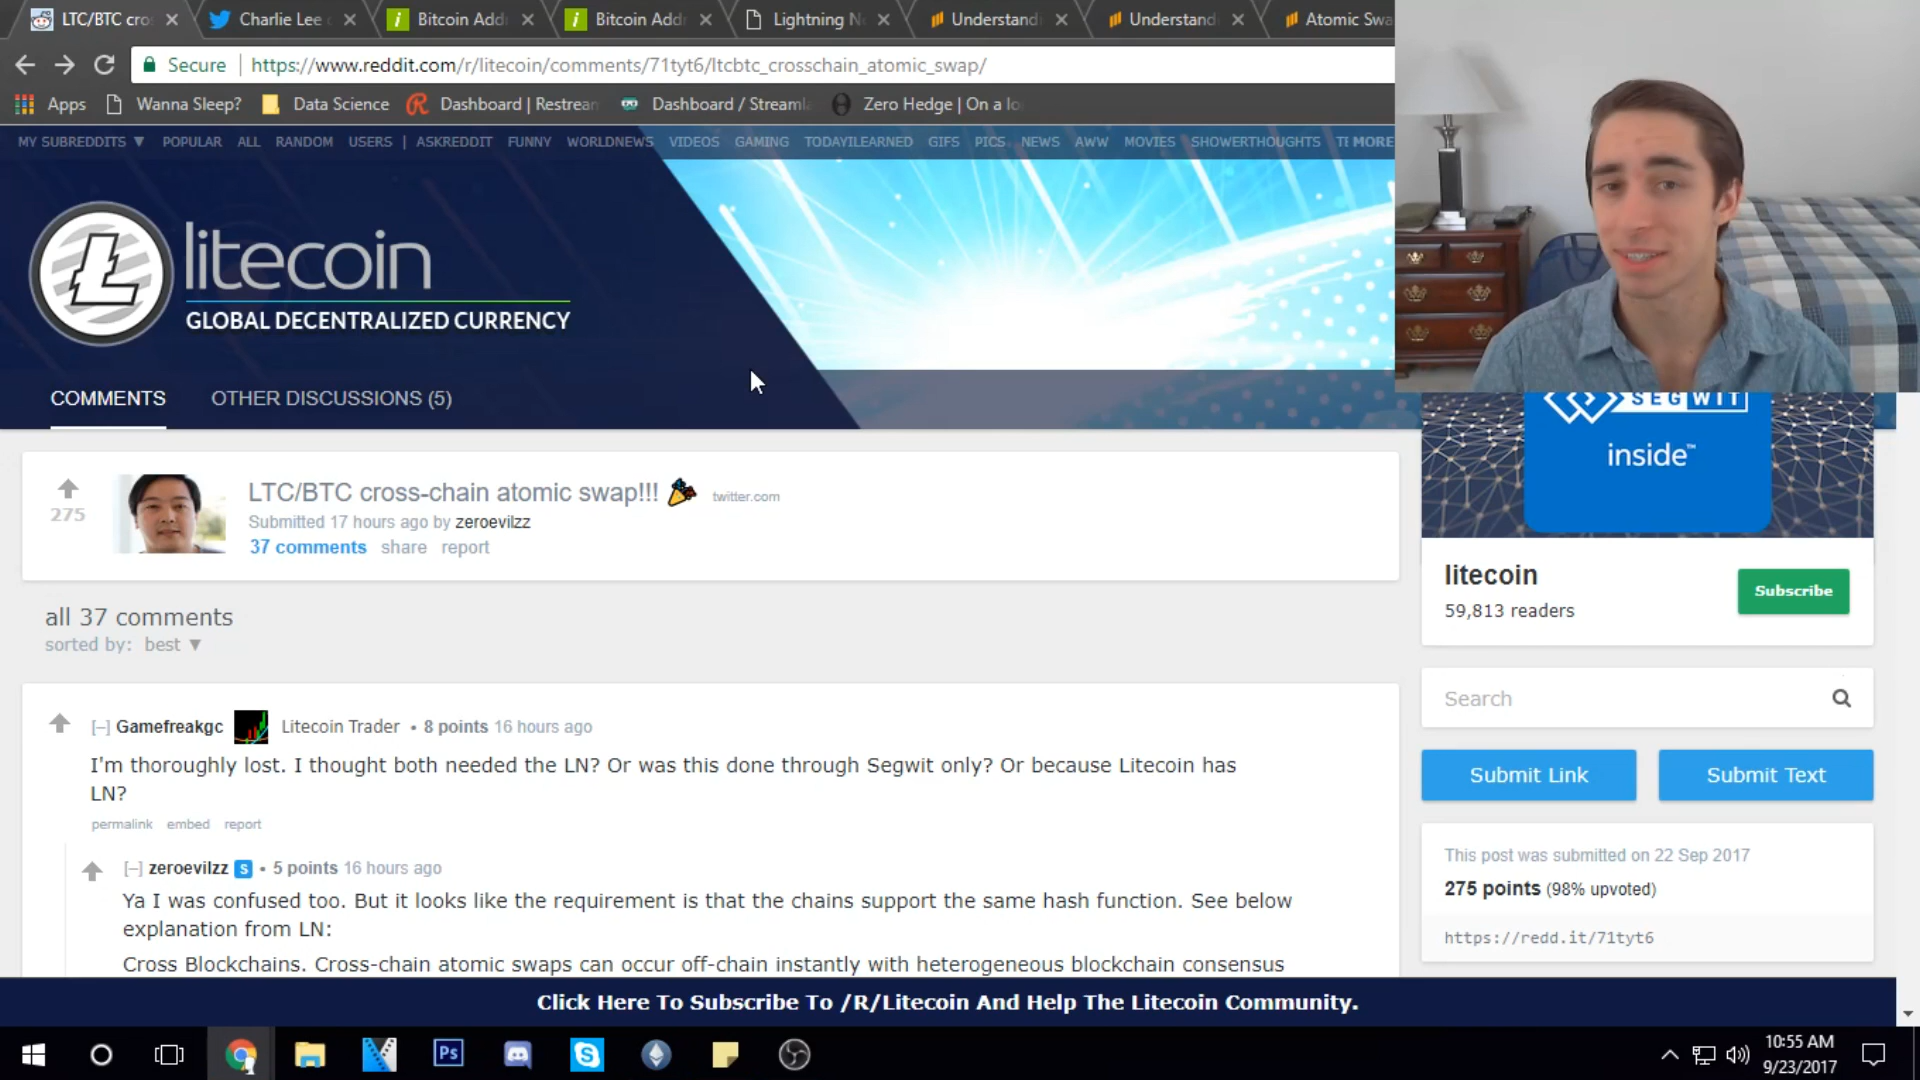 LTC/BTC cro
Charlie Lee
Bitcoin Add
Bitcoin Add
Lightning N
Understand
Understand
Atomic Swa
Secure
https://www.reddit.com/r/litecoin/comments/71tyt6/ltcbtc_crosschain_atomic_swap/
Apps
Wanna Sleep?
Data Science
Dashboard | Restream
Dashboard / Streamla
Zero Hedge | On a lo
MY SUBREDDITS ▼ POPULAR ALL RANDOM USERS | ASKREDDIT FUNNY WORLDNEWS VIDEOS GAMING TODAYILEARNED GIFS PICS NEWS AWW MOVIES SHOWERTHOUGHTS TI MORE
litecoin
GLOBAL DECENTRALIZED CURRENCY
COMMENTS OTHER DISCUSSIONS (5)
SEGWIT
inside™
275
LTC/BTC cross-chain atomic swap!!! 🎉 twitter.com
Submitted 17 hours ago by zeroevilzz
37 comments share report
litecoin
59,813 readers
Subscribe
all 37 comments
sorted by: best ▼
Search
Submit Link
Submit Text
[–] Gamefreakgc Litecoin Trader • 8 points 16 hours ago
I'm thoroughly lost. I thought both needed the LN? Or was this done through Segwit only? Or because Litecoin has
LN?
permalink embed report
[–] zeroevilzz S • 5 points 16 hours ago
Ya I was confused too. But it looks like the requirement is that the chains support the same hash function. See below
explanation from LN:
Cross Blockchains. Cross-chain atomic swaps can occur off-chain instantly with heterogeneous blockchain consensus
This post was submitted on 22 Sep 2017
275 points (98% upvoted)
https://redd.it/71tyt6
Click Here To Subscribe To /R/Litecoin And Help The Litecoin Community.
Ps
10:55 AM
9/23/2017